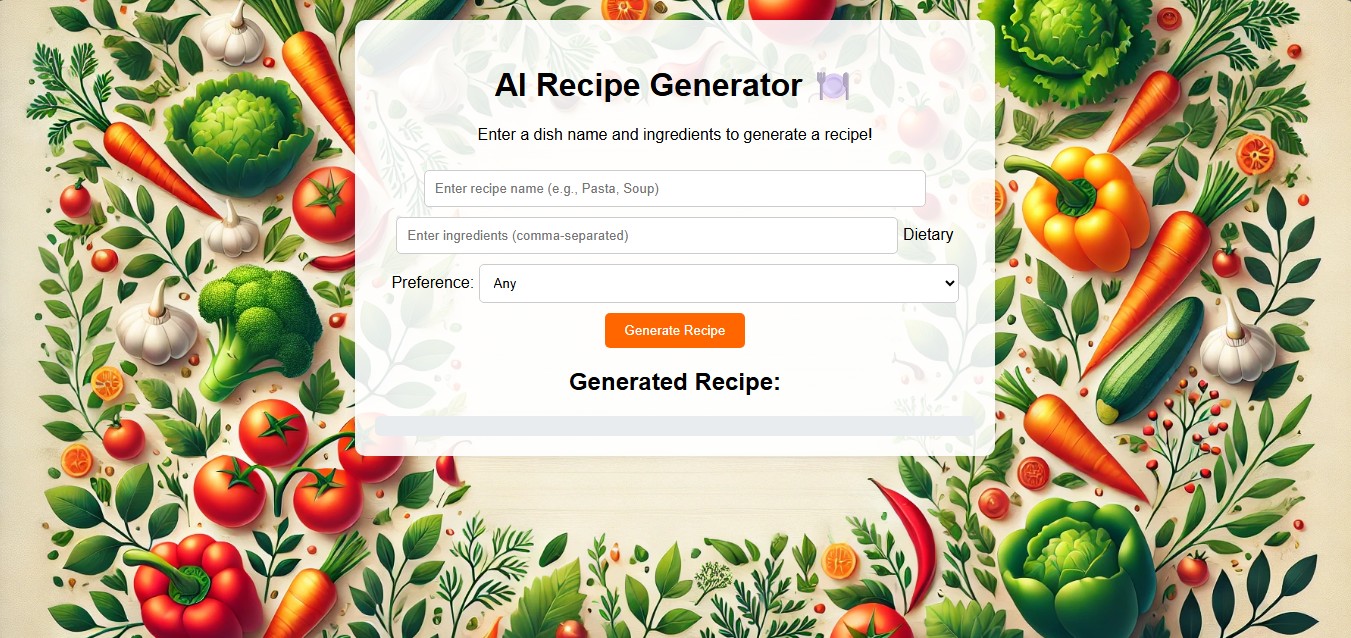 AI Recipe Generator 🍽️
Enter a dish name and ingredients to generate a recipe!
Enter recipe name (e.g., Pasta, Soup)
Enter ingredients (comma-separated) Dietary
Preference: Any
Generate Recipe
Generated Recipe: